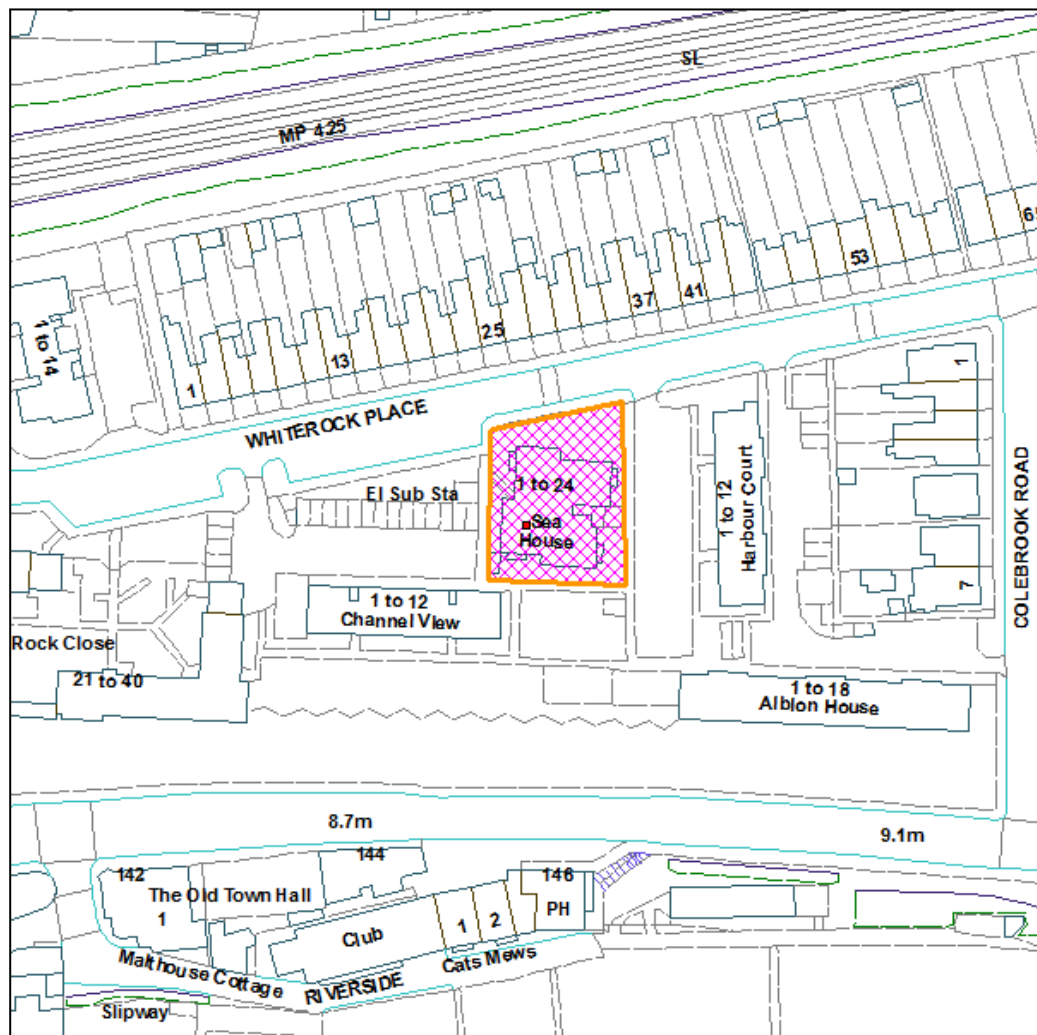 SL
MP 4.25
65
53
41
37
25
13
1
1 to 14
WHITEROCK PLACE
1
El Sub Sta
1 to 24
Sea
House
1 to 12
Harbour Court
COLEBROOK ROAD
7
1 to 12
Channel View
Rock Close
21 to 40
1 to 18
Albion House
8.7m
9.1m
142
144
146
The Old Town Hall
1
PH
Club
1
2
Cats Mews
Malthouse Cottage
RIVERSIDE
Slipway